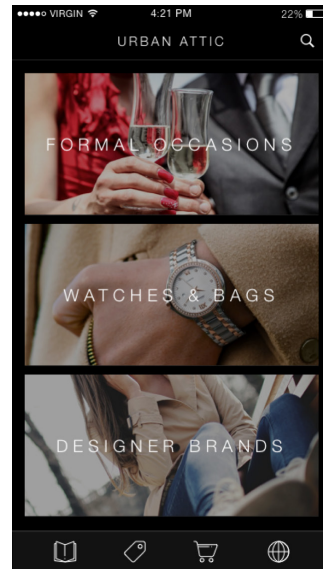 VIRGIN 4:21 PM 22%
URBAN ATTIC
FORMAL OCCASIONS
WATCHES & BAGS
DESIGNER BRANDS